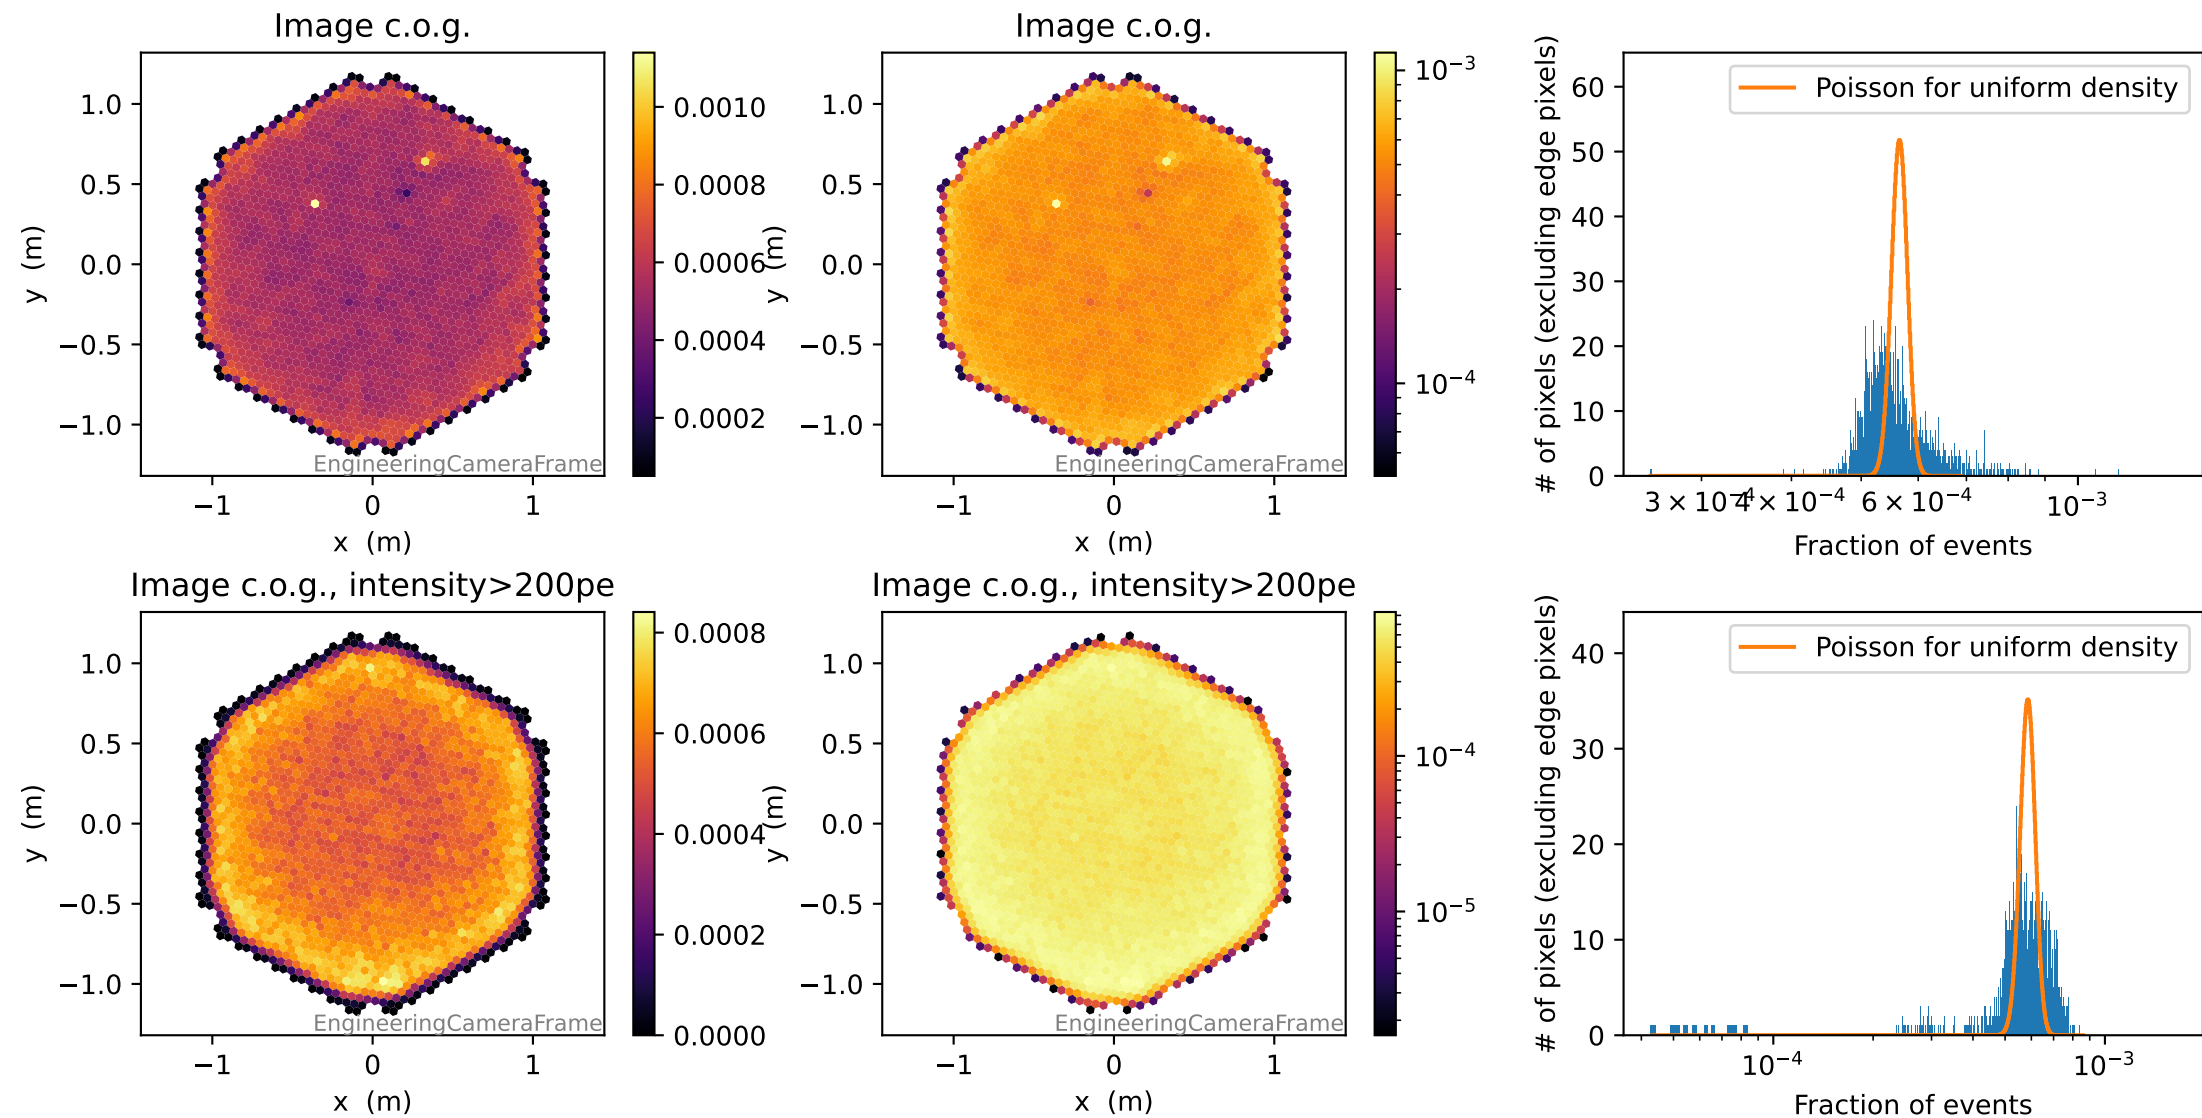 Image c.o.g.
1.0
0.5
0.0
−0.5
−1.0
y (m)
−1 0 1
x (m)
EngineeringCameraFrame
0.0010
0.0008
0.0006
0.0004
0.0002
Image c.o.g.
1.0
0.5
0.0
−0.5
−1.0
y (m)
−1 0 1
x (m)
EngineeringCameraFrame
10⁻³
10⁻⁴
# of pixels (excluding edge pixels)
60
50
40
30
20
10
0
Poisson for uniform density
3 × 10⁻⁴ 4 × 10⁻⁴ 6 × 10⁻⁴ 10⁻³
Fraction of events
Image c.o.g., intensity>200pe
1.0
0.5
0.0
−0.5
−1.0
y (m)
−1 0 1
x (m)
EngineeringCameraFrame
0.0008
0.0006
0.0004
0.0002
0.0000
Image c.o.g., intensity>200pe
1.0
0.5
0.0
−0.5
−1.0
y (m)
−1 0 1
x (m)
EngineeringCameraFrame
10⁻⁴
10⁻⁵
# of pixels (excluding edge pixels)
40
30
20
10
0
Poisson for uniform density
10⁻⁴ 10⁻³
Fraction of events